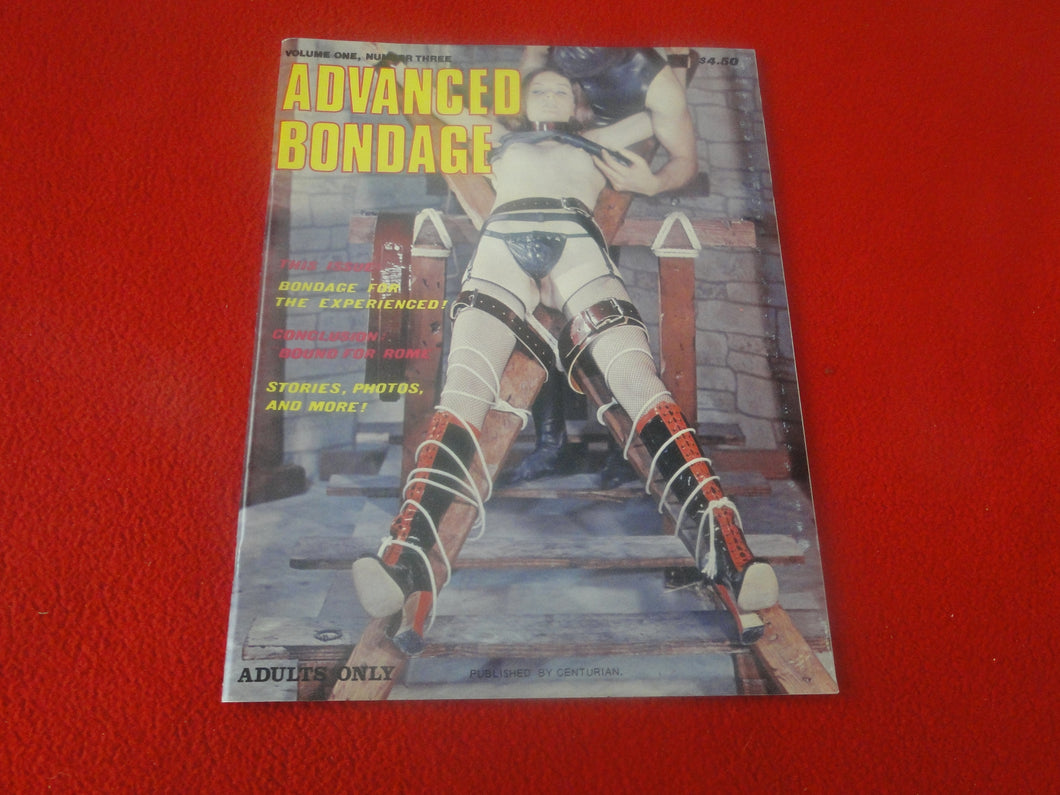 VOLUME ONE, NUMBER THREE
$4.50
ADVANCED
BONDAGE
THIS ISSUE:
BONDAGE FOR
THE EXPERIENCED!
CONCLUSION:
BOUND FOR ROME
STORIES, PHOTOS,
AND MORE!
ADULTS ONLY
PUBLISHED BY CENTURIAN.